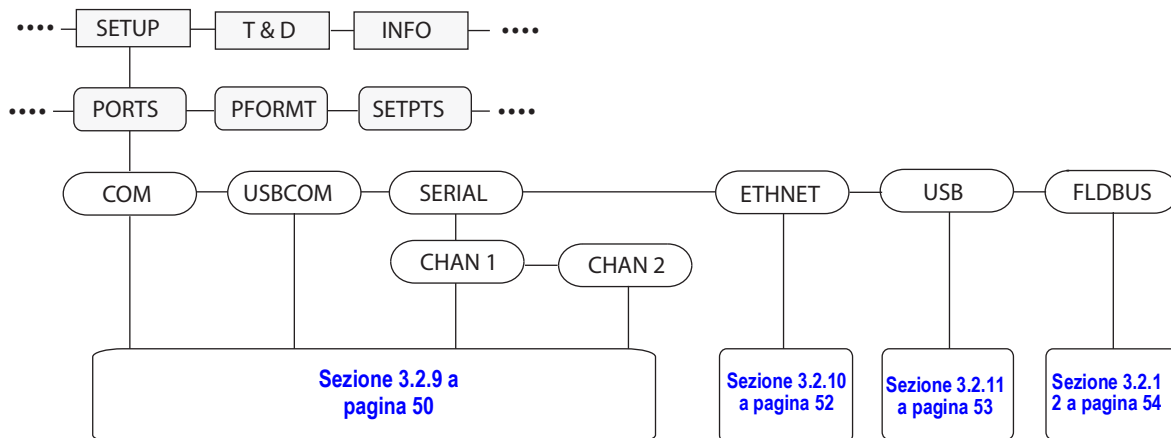 •••• SETUP T & D INFO ••••
•••• PORTS PFORMT SETPTS ••••
COM USBCOM SERIAL ETHNET USB FLDBUS
CHAN 1 CHAN 2
Sezione 3.2.9 a
pagina 50
Sezione 3.2.10
a pagina 52
Sezione 3.2.11
a pagina 53
Sezione 3.2.1
2 a pagina 54